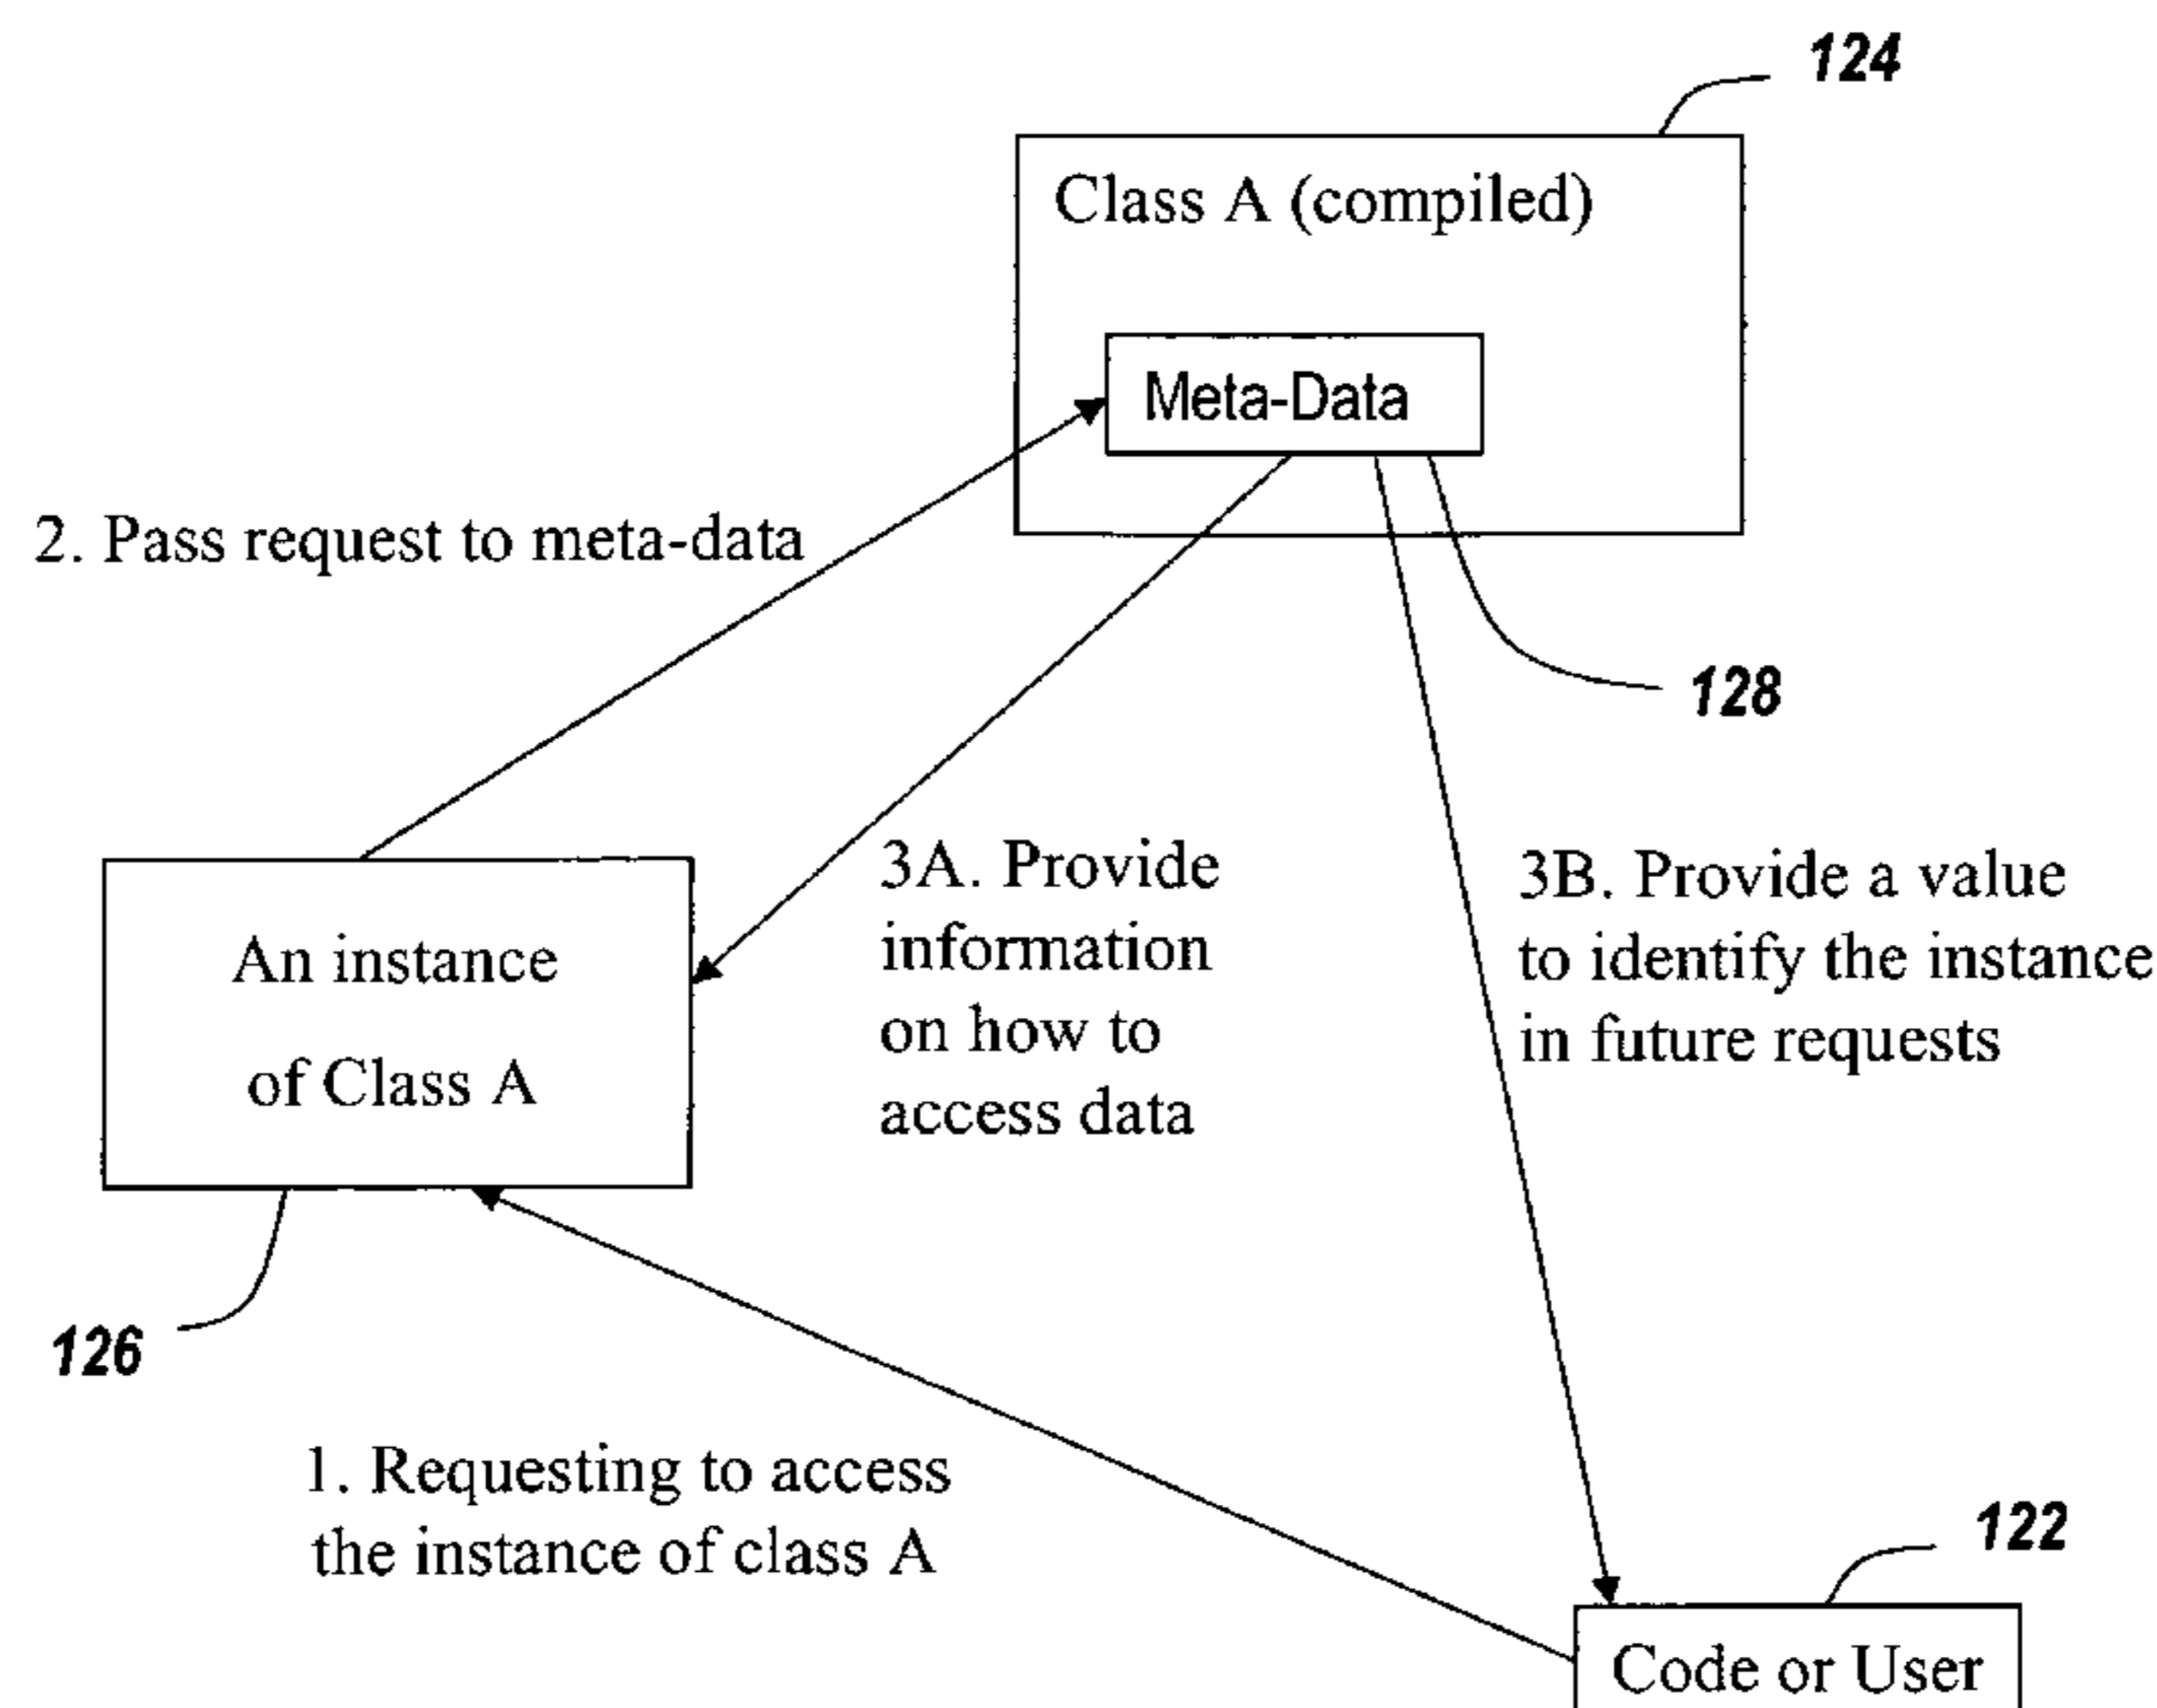 124
Class A (compiled)
Meta-Data
2. Pass request to meta-data
128
3A. Provide
information
on how to
access data
3B. Provide a value
to identify the instance
in future requests
An instance
of Class A
126
1. Requesting to access
the instance of class A
122
Code or User